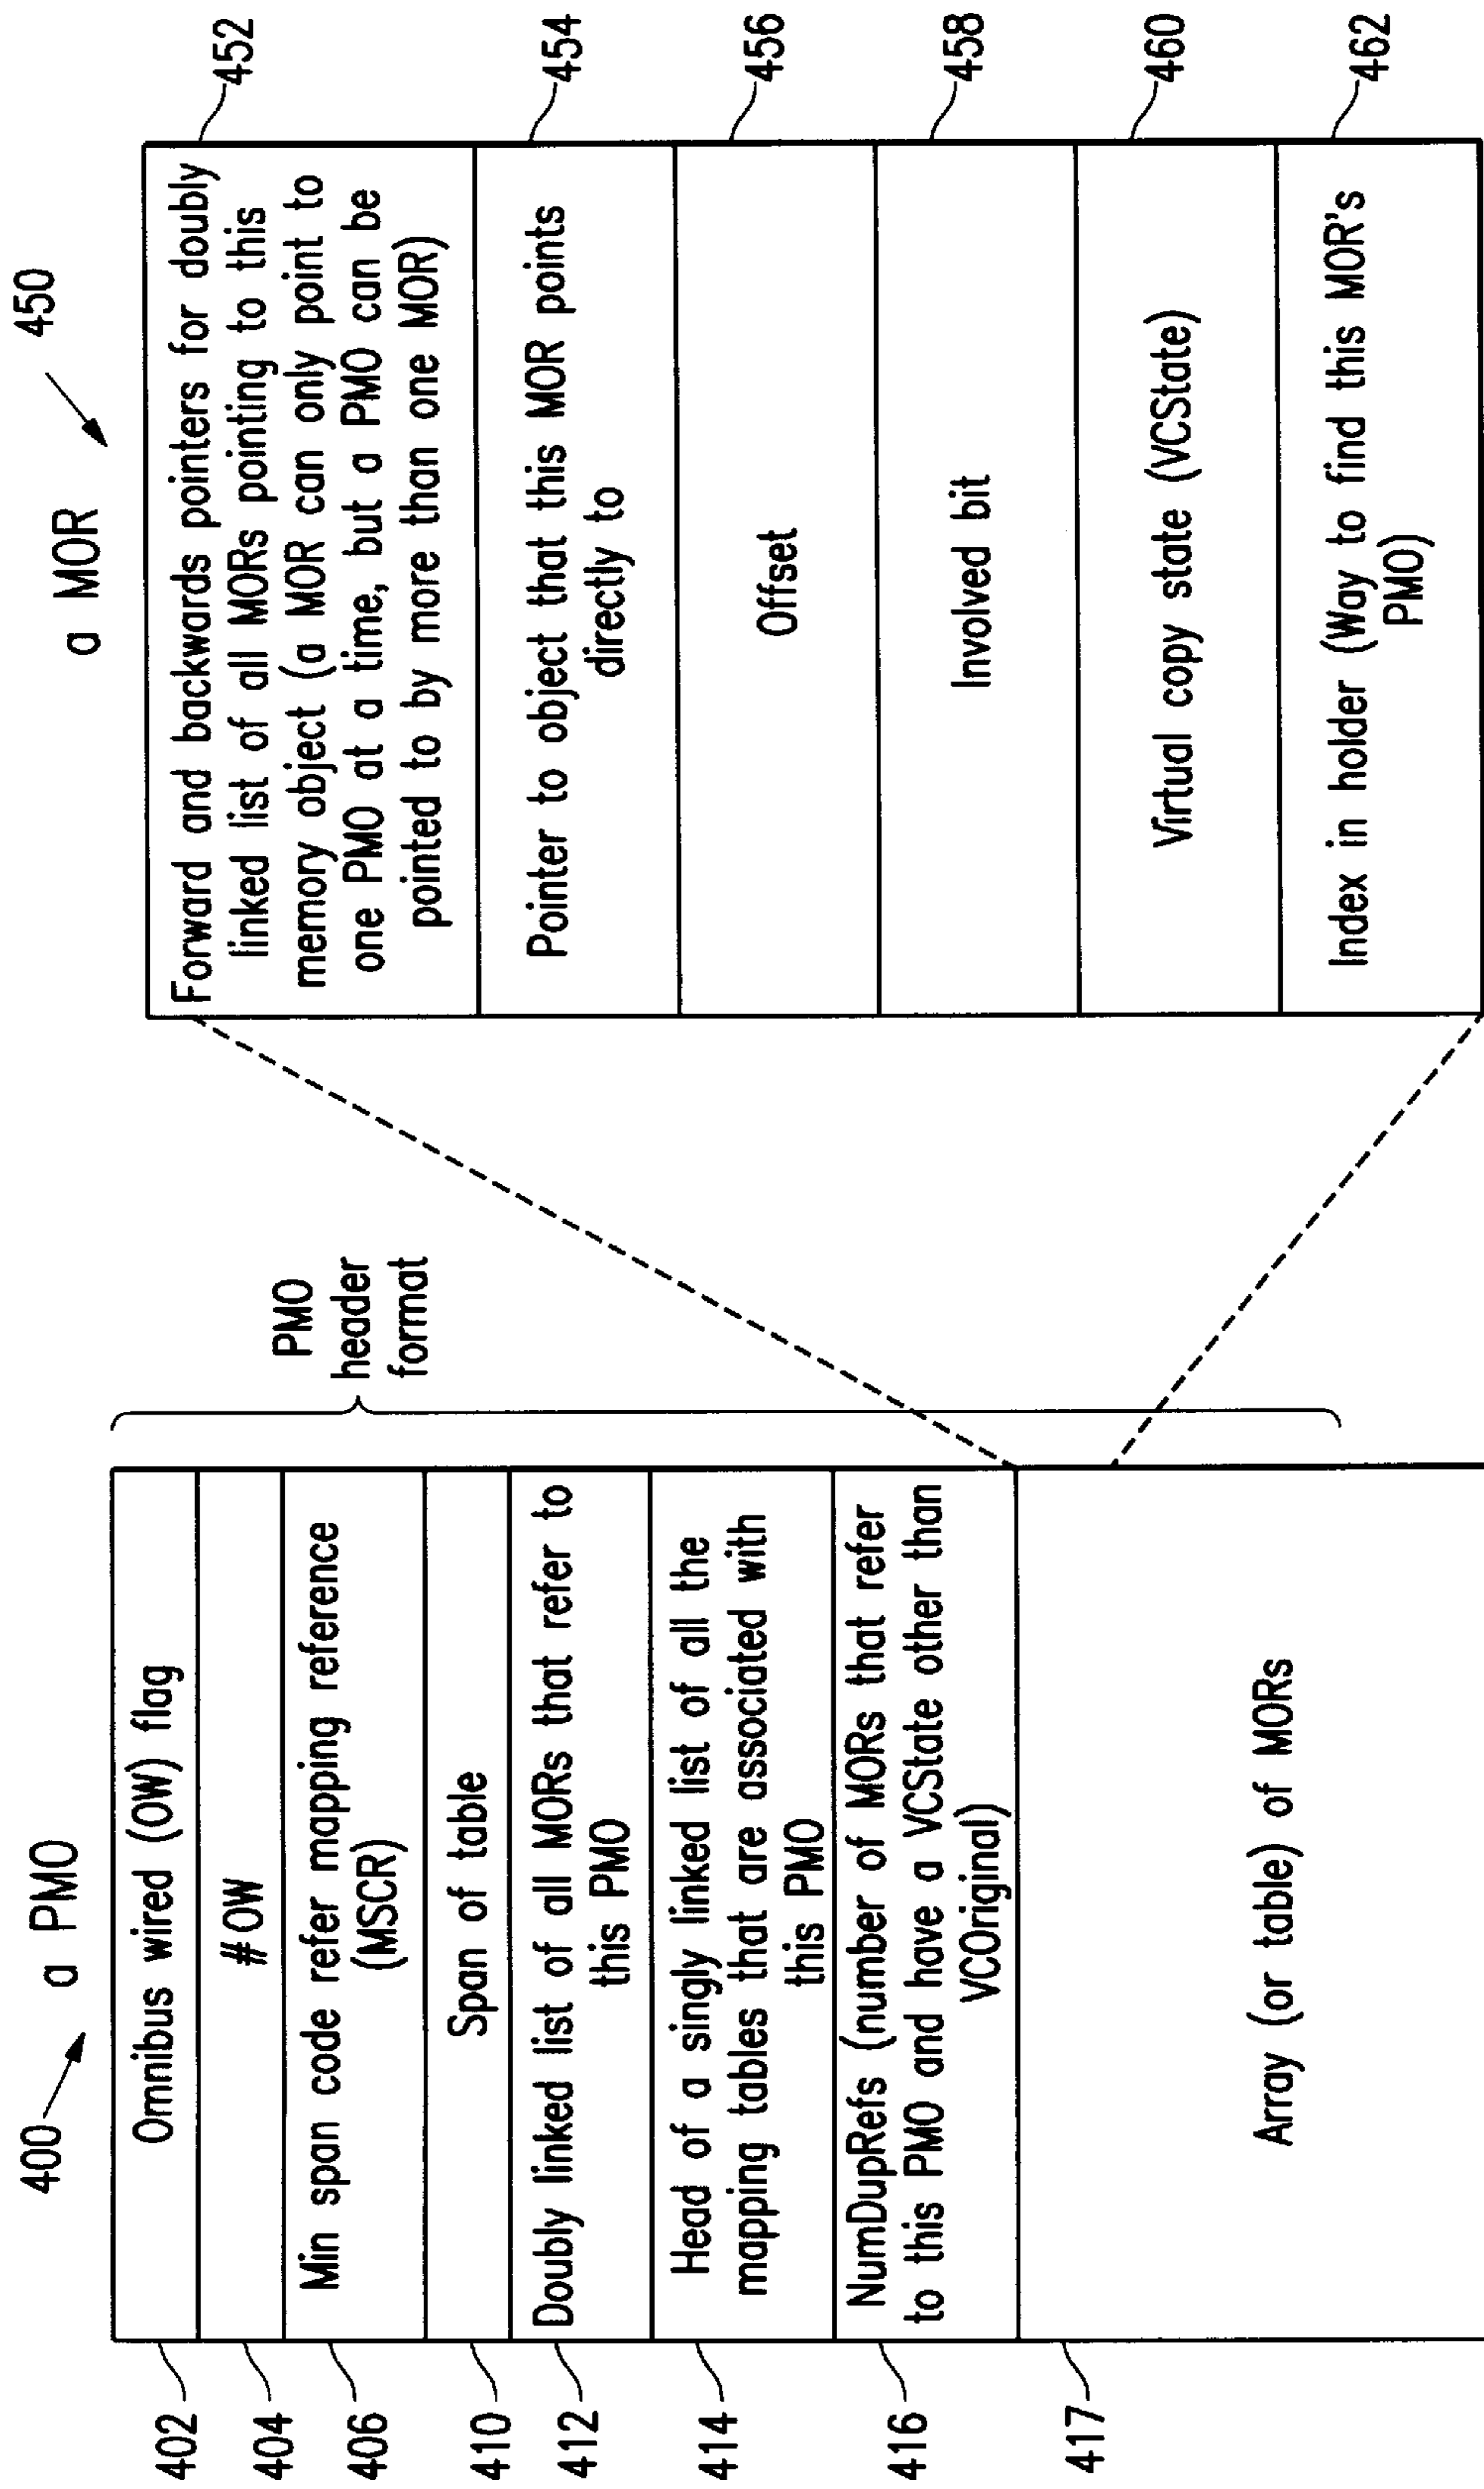 400
a PMO
402
Omnibus wired (OW) flag
404
#OW
406
Min span code refer mapping reference
(MSCR)
410
Span of table
412
Doubly linked list of all MORs that refer to
this PMO
414
Head of a singly linked list of all the
mapping tables that are associated with
this PMO
416
NumDupRefs (number of MORs that refer
to this PMO and have a VCState other than
VCOriginal)
417
Array (or table) of MORs
PMO
header
format
a MOR
450
Forward and backwards pointers for doubly
linked list of all MORs pointing to this
memory object (a MOR can only point to
one PMO at a time, but a PMO can be
pointed to by more than one MOR)
452
Pointer to object that this MOR points
directly to
454
Offset
456
Involved bit
458
Virtual copy state (VCState)
460
Index in holder (Way to find this MOR's
PMO)
462